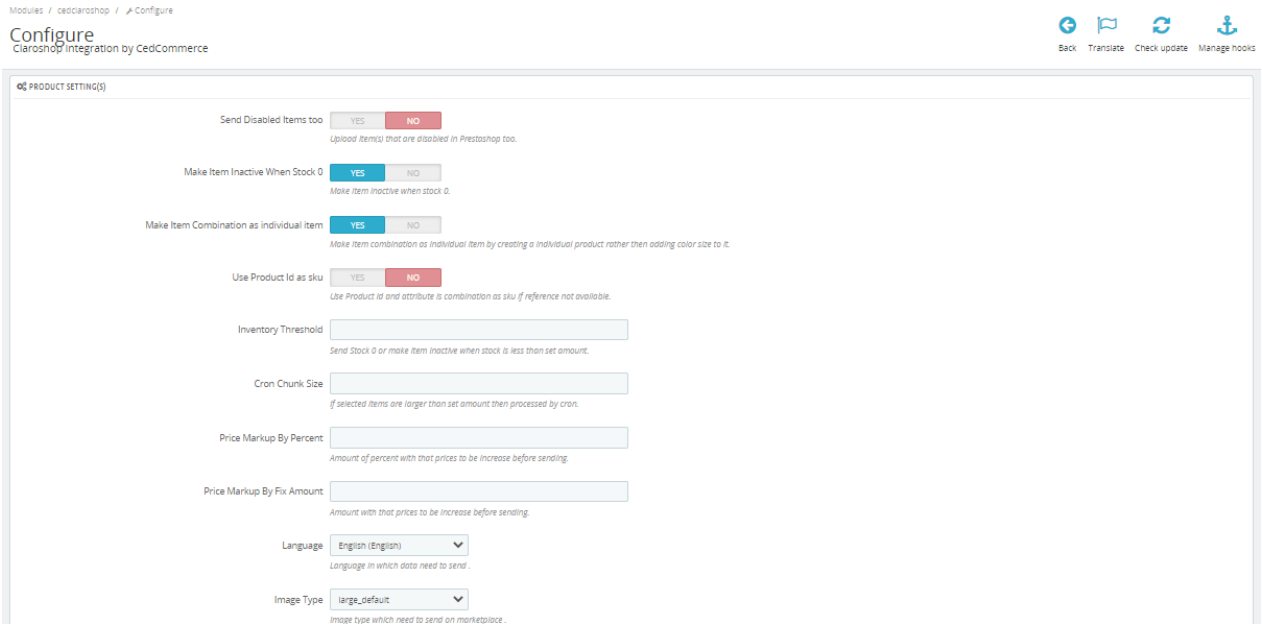 Modules / cedclaroshop / Configure
Configure
Claroshop Integration by CedCommerce
Back Translate Check update Manage hooks
PRODUCT SETTING(S)
Send Disabled Items too YES NO
Upload item(s) that are disabled in Prestashop too.
Make Item Inactive When Stock 0 YES NO
Make item inactive when stock 0.
Make Item Combination as individual item YES NO
Make item combination as individual item by creating a individual product rather then adding color size to it.
Use Product Id as sku YES NO
Use Product id and attribute is combination as sku if reference not available.
Inventory Threshold
Send Stock 0 or make item inactive when stock is less than set amount.
Cron Chunk Size
If selected items are larger than set amount then processed by cron.
Price Markup By Percent
Amount of percent with that prices to be increase before sending.
Price Markup By Fix Amount
Amount with that prices to be increase before sending.
Language English (English)
Language in which data need to send .
Image Type large_default
Image type which need to send on marketplace .